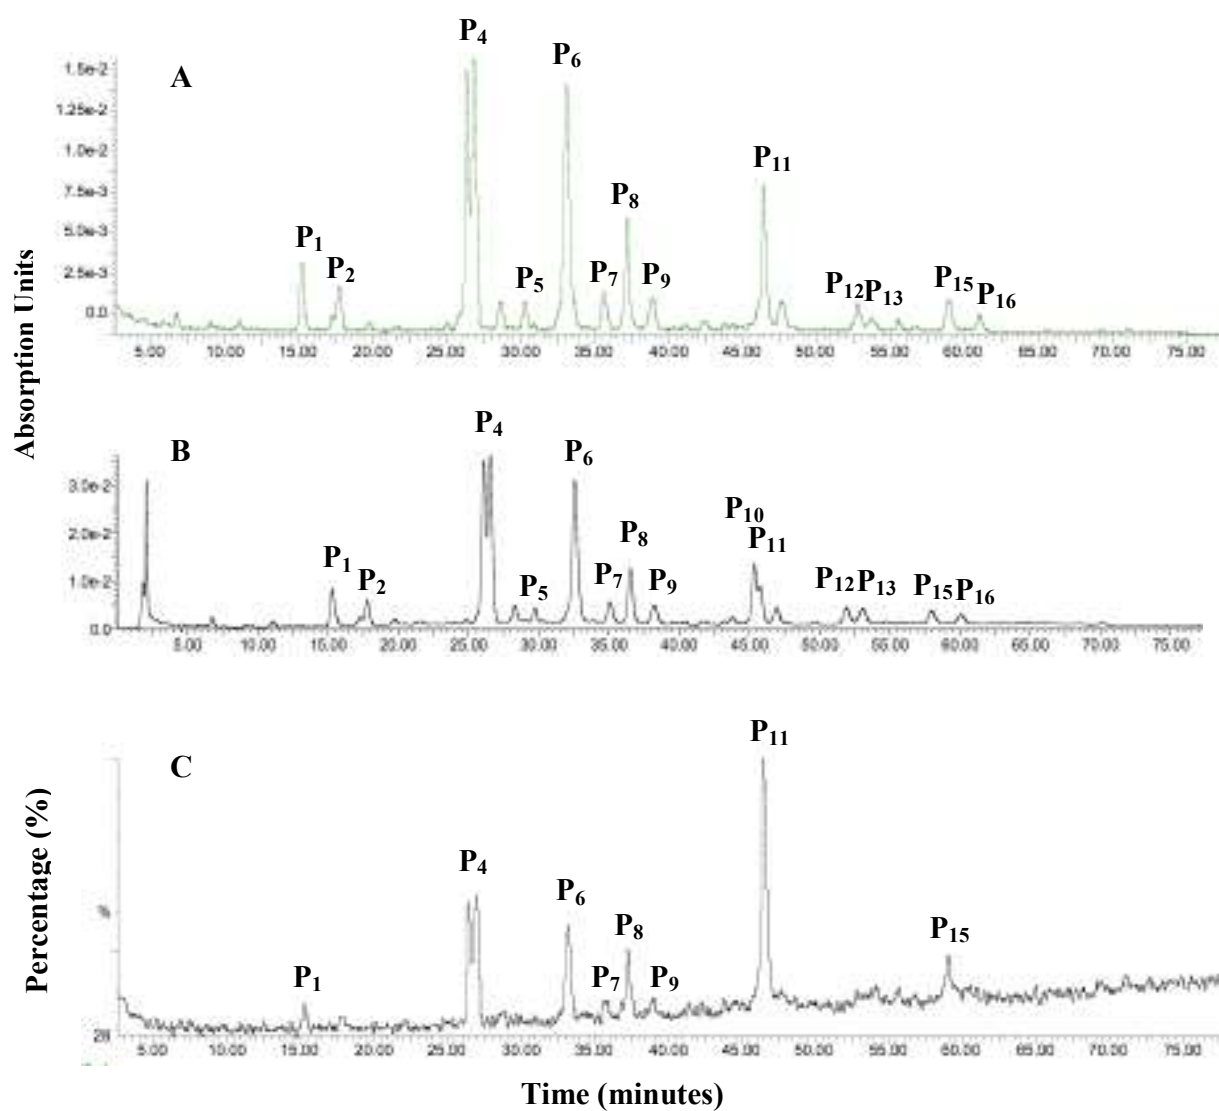 P4
P6
A
1.5e-2
1.25e-2
1.0e-2
7.5e-3
5.0e-3
2.5e-3
0.0
P11
P8
P1
P2
P5
P7
P9
P12 P13
P15
P16
5.00 10.00 15.00 20.00 25.00 30.00 35.00 40.00 45.00 50.00 55.00 60.00 65.00 70.00 75.00
Absorption Units
B
P4
P6
3.0e-2
2.0e-2
1.0e-2
0.0
P10
P8
P11
P1
P2
P5
P7
P9
P12 P13
P15
P16
5.00 10.00 15.00 20.00 25.00 30.00 35.00 40.00 45.00 50.00 55.00 60.00 65.00 70.00 75.00
P11
C
P4
P6
P8
P15
P1
P7
P9
%
Percentage (%)
5.00 10.00 15.00 20.00 25.00 30.00 35.00 40.00 45.00 50.00 55.00 60.00 65.00 70.00 75.00
Time (minutes)